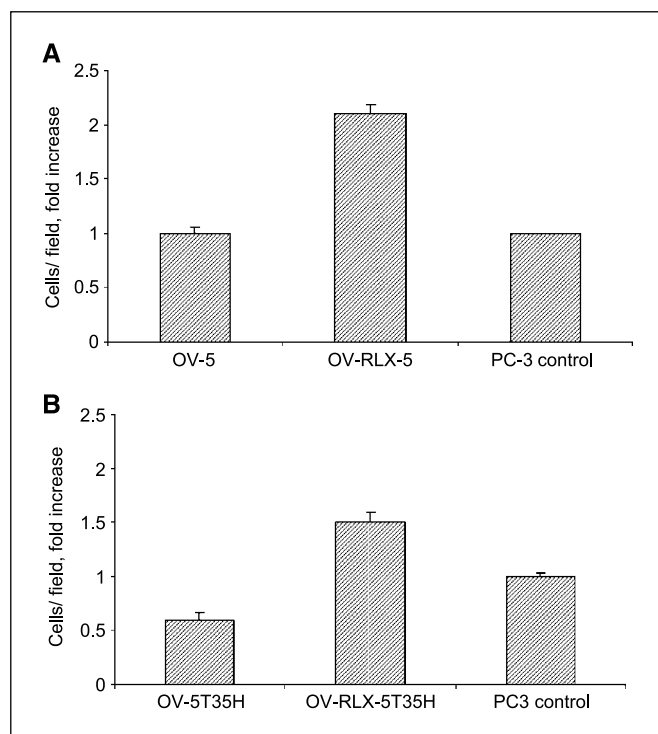 A
Cells/ field, fold increase
2.5
2
1.5
1
0.5
0
OV-5 OV-RLX-5 PC-3 control
B
Cells/ field, fold increase
2.5
2
1.5
1
0.5
0
OV-5T35H OV-RLX-5T35H PC3 control